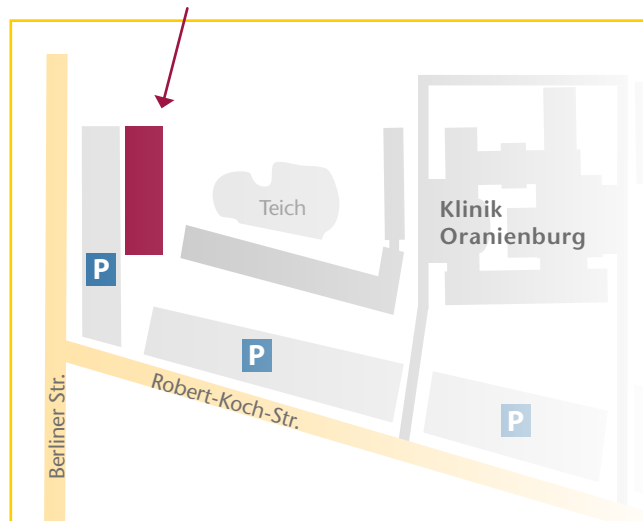 Teich
Klinik
Oranienburg
P
P
P
Robert-Koch-Str.
Berliner Str.